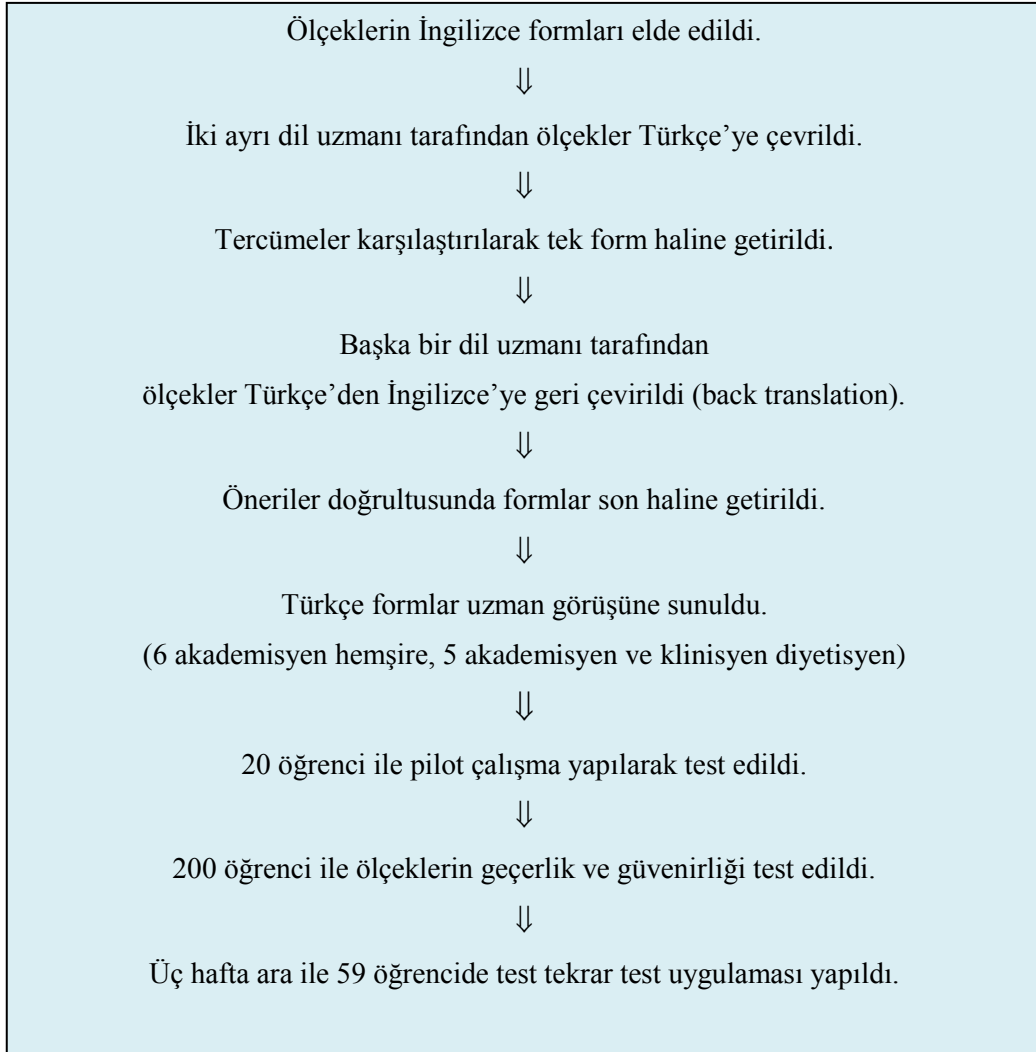 Ölçeklerin İngilizce formları elde edildi.
⇓
İki ayrı dil uzmanı tarafından ölçekler Türkçe’ye çevrildi.
⇓
Tercümeler karşılaştırılarak tek form haline getirildi.
⇓
Başka bir dil uzmanı tarafından
ölçekler Türkçe’den İngilizce’ye geri çevirildi (back translation).
⇓
Öneriler doğrultusunda formlar son haline getirildi.
⇓
Türkçe formlar uzman görüşüne sunuldu.
(6 akademisyen hemşire, 5 akademisyen ve klinisyen diyetisyen)
⇓
20 öğrenci ile pilot çalışma yapılarak test edildi.
⇓
200 öğrenci ile ölçeklerin geçerlik ve güvenirliği test edildi.
⇓
Üç hafta ara ile 59 öğrencide test tekrar test uygulaması yapıldı.